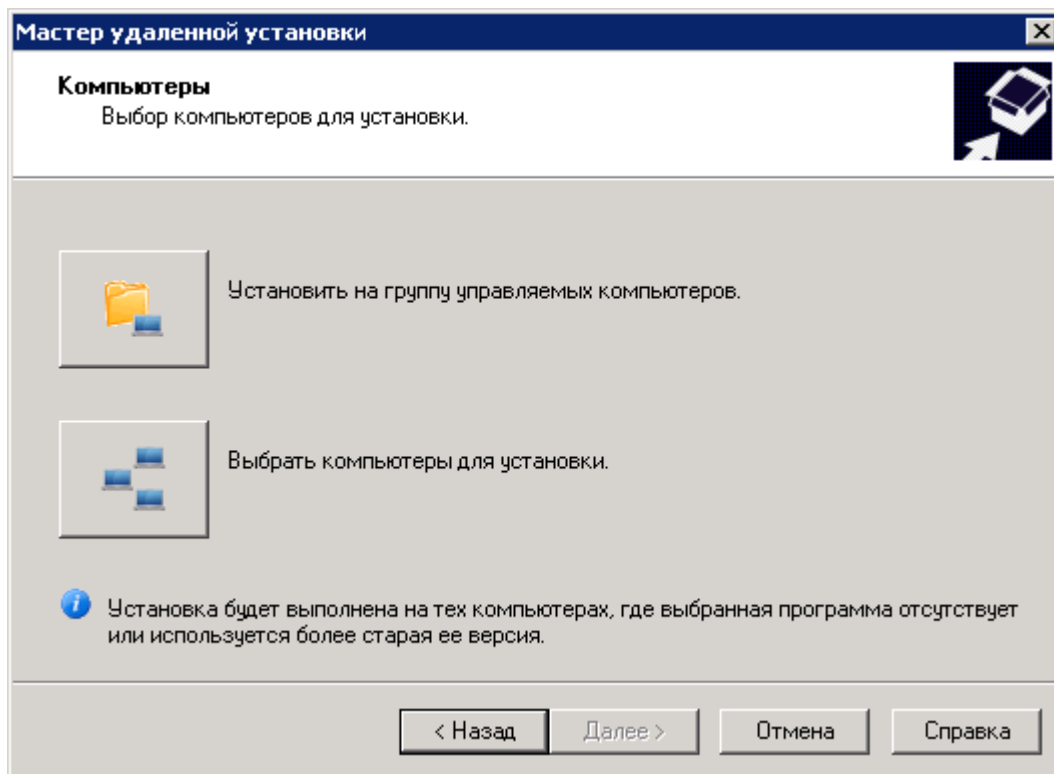 Мастер удаленной установки
Компьютеры
Выбор компьютеров для установки.
Установить на группу управляемых компьютеров.
Выбрать компьютеры для установки.
Установка будет выполнена на тех компьютерах, где выбранная программа отсутствует
или используется более старая ее версия.
< Назад
Далее >
Отмена
Справка